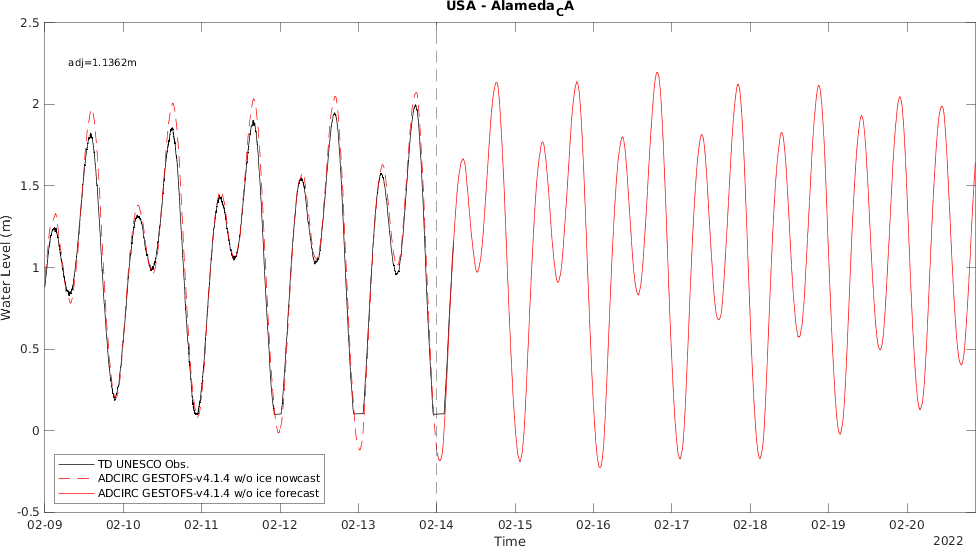 USA - Alameda_CA
2.5
adj=1.1362m
2
1.5
1
0.5
0
-0.5
Water Level (m)
TD UNESCO Obs.
ADCIRC GESTOFS-v4.1.4 w/o ice nowcast
ADCIRC GESTOFS-v4.1.4 w/o ice forecast
02-09 02-10 02-11 02-12 02-13 02-14 02-15 02-16 02-17 02-18 02-19 02-20
Time
2022